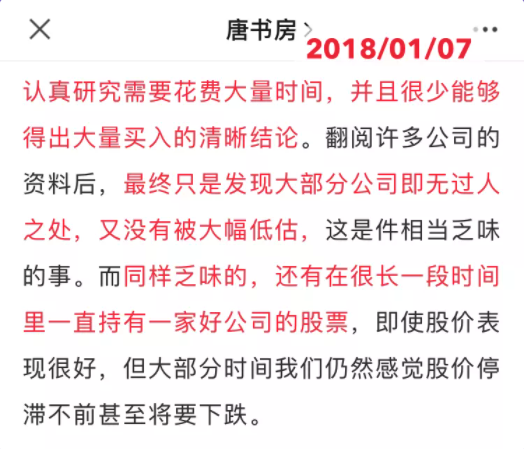 唐书房
2018/01/07
认真研究需要花费大量时间，并且很少能够
得出大量买入的清晰结论。翻阅许多公司的
资料后，最终只是发现大部分公司即无过人
之处，又没有被大幅低估，这是件相当乏味
的事。而同样乏味的，还有在很长一段时间
里一直持有一家好公司的股票，即使股价表
现很好，但大部分时间我们仍然感觉股价停
滞不前甚至将要下跌。